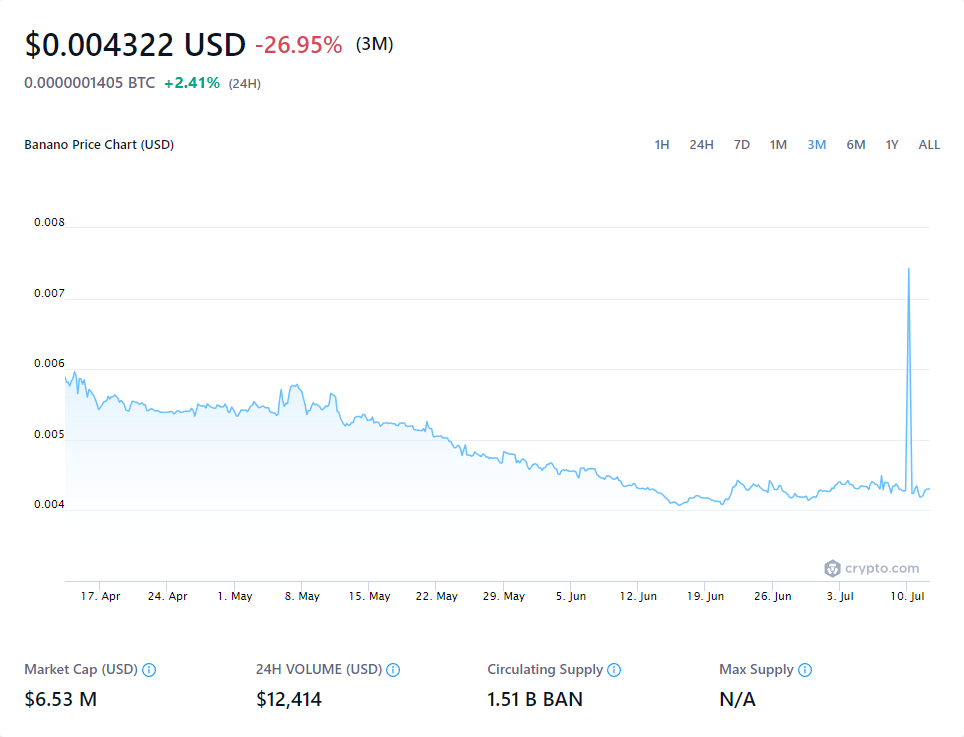 $0.004322 USD -26.95% (3M)
0.0000001405 BTC +2.41% (24H)
Banano Price Chart (USD) 1H 24H 7D 1M 3M 6M 1Y ALL
0.008
0.007
0.006
0.005
0.004
crypto.com
17. Apr 24. Apr 1. May 8. May 15. May 22. May 29. May 5. Jun 12. Jun 19. Jun 26. Jun 3. Jul 10. Jul
Market Cap (USD) 24H VOLUME (USD) Circulating Supply Max Supply
$6.53 M $12,414 1.51 B BAN N/A